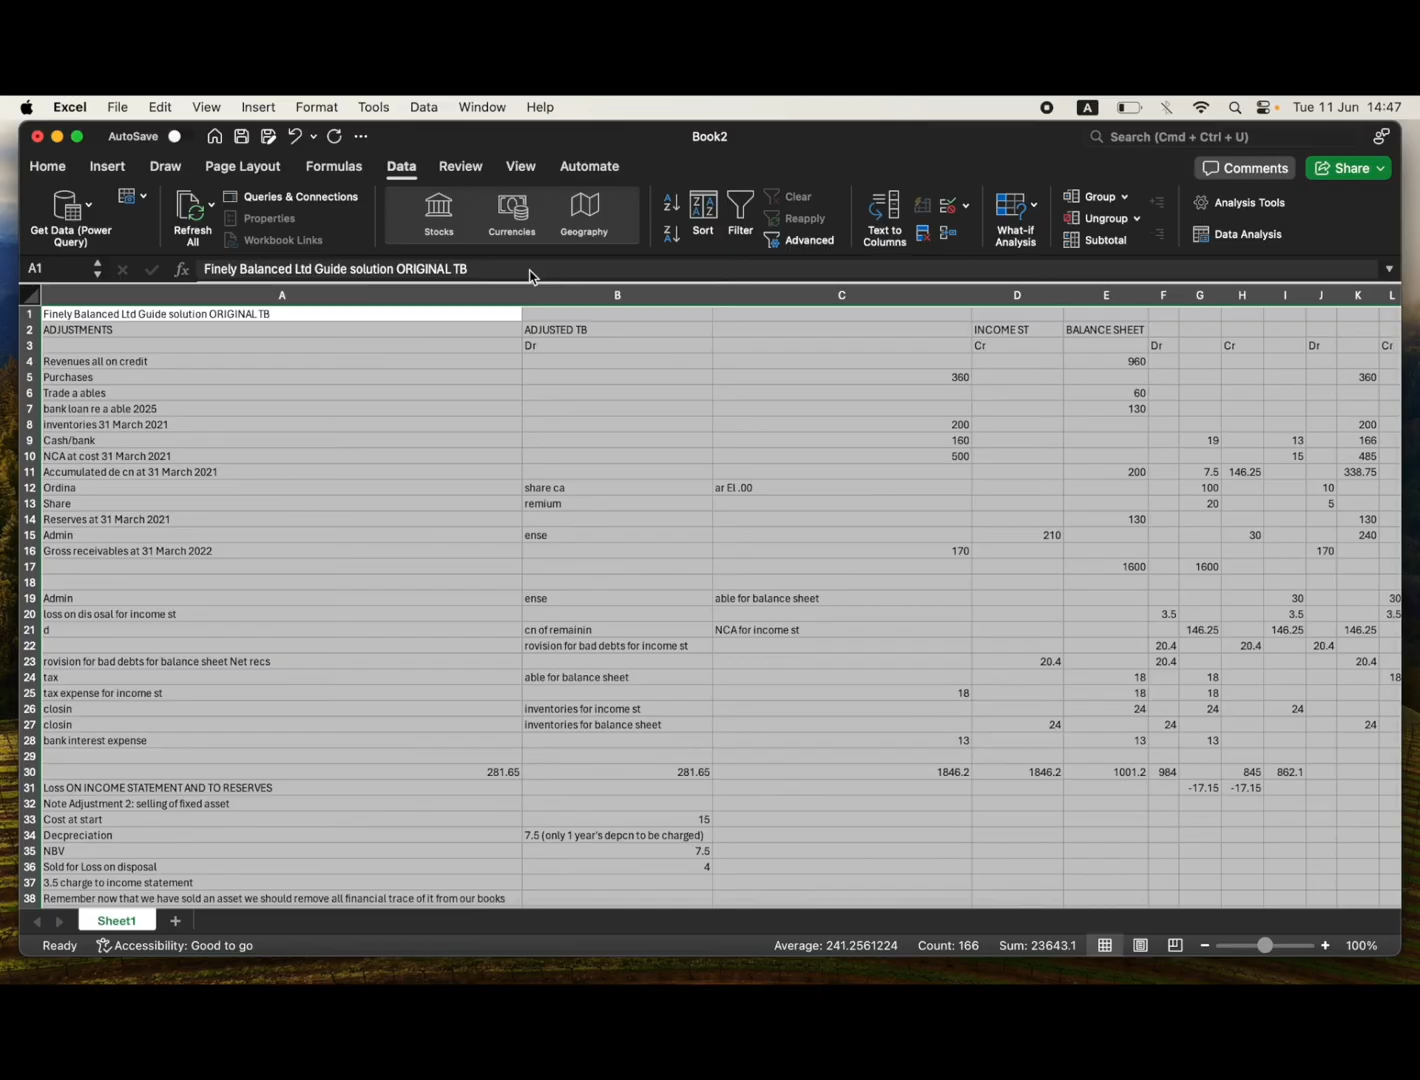 Excel File Edit View Insert Format Tools Data Window Help A Tue 11 Jun 14:47
AutoSave Book2 Search (Cmd + Ctrl + U)
Home Insert Draw Page Layout Formulas Data Review View Automate Comments Share
Get Data (Power Query) Refresh All Queries & Connections Properties Workbook Links Stocks Currencies Geography Sort Filter Clear Reapply Advanced Text to Columns What-if Analysis Group Ungroup Subtotal Analysis Tools Data Analysis
A1 fx Finely Balanced Ltd Guide solution ORIGINAL TB
A B C D E F G H I J K L
1 Finely Balanced Ltd Guide solution ORIGINAL TB
2 ADJUSTMENTS ADJUSTED TB INCOME ST BALANCE SHEET
3 Dr Cr Dr Cr Dr Cr
4 Revenues all on credit 960
5 Purchases 360 360
6 Trade a ables 60
7 bank loan re a able 2025 130
8 inventories 31 March 2021 200 200
9 Cash/bank 160 19 13 166
10 NCA at cost 31 March 2021 500 15 485
11 Accumulated de cn at 31 March 2021 200 7.5 146.25 338.75
12 Ordina share ca ar El .00 100 10
13 Share remium 20 5
14 Reserves at 31 March 2021 130 130
15 Admin ense 210 30 240
16 Gross receivables at 31 March 2022 170 170
17 1600 1600
18
19 Admin ense able for balance sheet 30 30
20 loss on dis osal for income st 3.5 3.5 3.5
21 d cn of remainin NCA for income st 146.25 146.25 146.25
22 rovision for bad debts for income st 20.4 20.4 20.4
23 rovision for bad debts for balance sheet Net recs 20.4 20.4 20.4
24 tax able for balance sheet 18 18 18
25 tax expense for income st 18 18 18
26 closin inventories for income st 24 24 24
27 closin inventories for balance sheet 24 24 24
28 bank interest expense 13 13 13
29
30 281.65 281.65 1846.2 1846.2 1001.2 984 845 862.1
31 Loss ON INCOME STATEMENT AND TO RESERVES -17.15 -17.15
32 Note Adjustment 2: selling of fixed asset
33 Cost at start 15
34 Decpreciation 7.5 (only 1 year's depcn to be charged)
35 NBV 7.5
36 Sold for Loss on disposal 4
37 3.5 charge to income statement
38 Remember now that we have sold an asset we should remove all financial trace of it from our books
Sheet1 +
Ready Accessibility: Good to go Average: 241.2561224 Count: 166 Sum: 23643.1 - + 100%